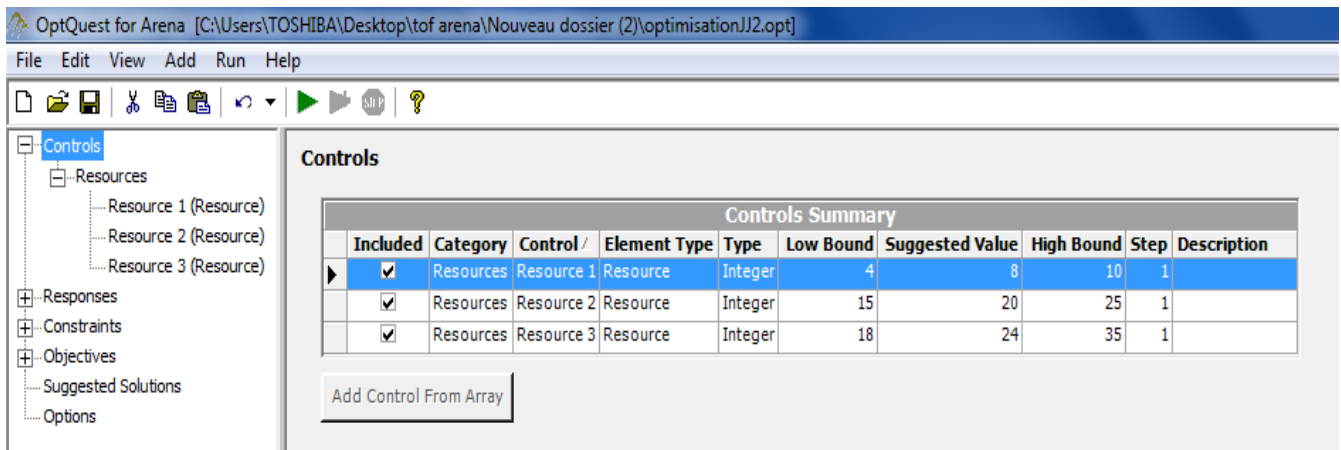 OptQuest for Arena [C:\Users\TOSHIBA\Desktop\tof arena\Nouveau dossier (2)\optimisationJJ2.opt]
File Edit View Add Run Help
STOP
Controls
Resources
Resource 1 (Resource)
Resource 2 (Resource)
Resource 3 (Resource)
Responses
Constraints
Objectives
Suggested Solutions
Options
Controls
Controls Summary
Included Category Control Element Type Type Low Bound Suggested Value High Bound Step Description
Resources Resource 1 Resource Integer 4 8 10 1
Resources Resource 2 Resource Integer 15 20 25 1
Resources Resource 3 Resource Integer 18 24 35 1
Add Control From Array